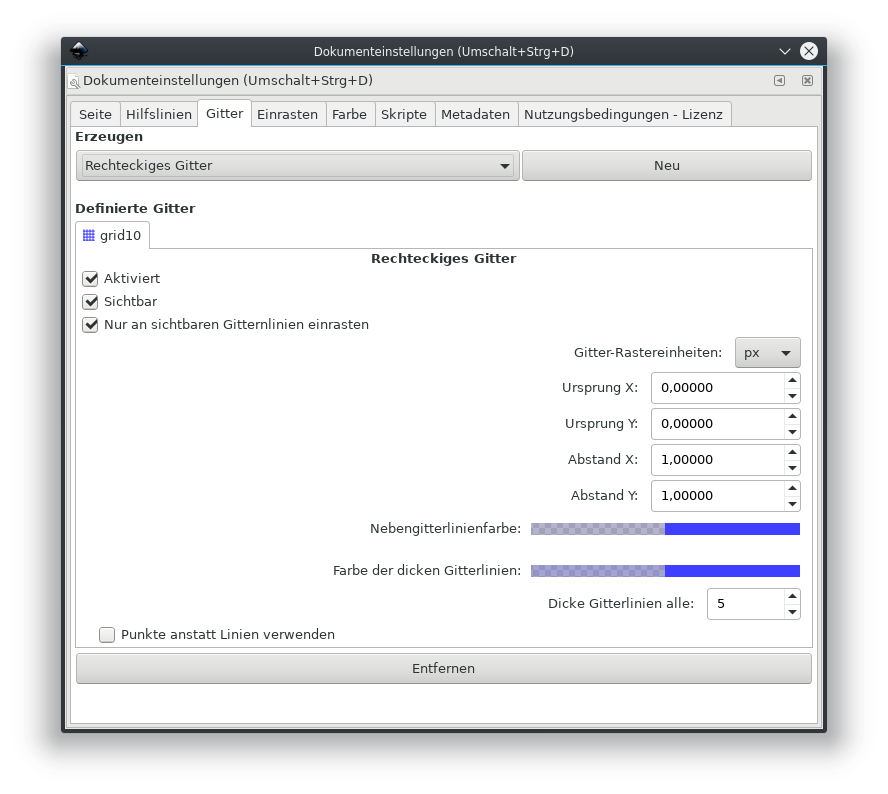 Dokumenteinstellungen (Umschalt+Strg+D)
Dokumenteinstellungen (Umschalt+Strg+D)
Seite Hilfslinien Gitter Einrasten Farbe Skripte Metadaten Nutzungsbedingungen - Lizenz
Erzeugen
Rechteckiges Gitter Neu
Definierte Gitter
grid10
Rechteckiges Gitter
Aktiviert
Sichtbar
Nur an sichtbaren Gitternlinien einrasten
Gitter-Rastereinheiten: px
Ursprung X: 0,00000
Ursprung Y: 0,00000
Abstand X: 1,00000
Abstand Y: 1,00000
Nebengitterlinienfarbe:
Farbe der dicken Gitterlinien:
Dicke Gitterlinien alle: 5
Punkte anstatt Linien verwenden
Entfernen